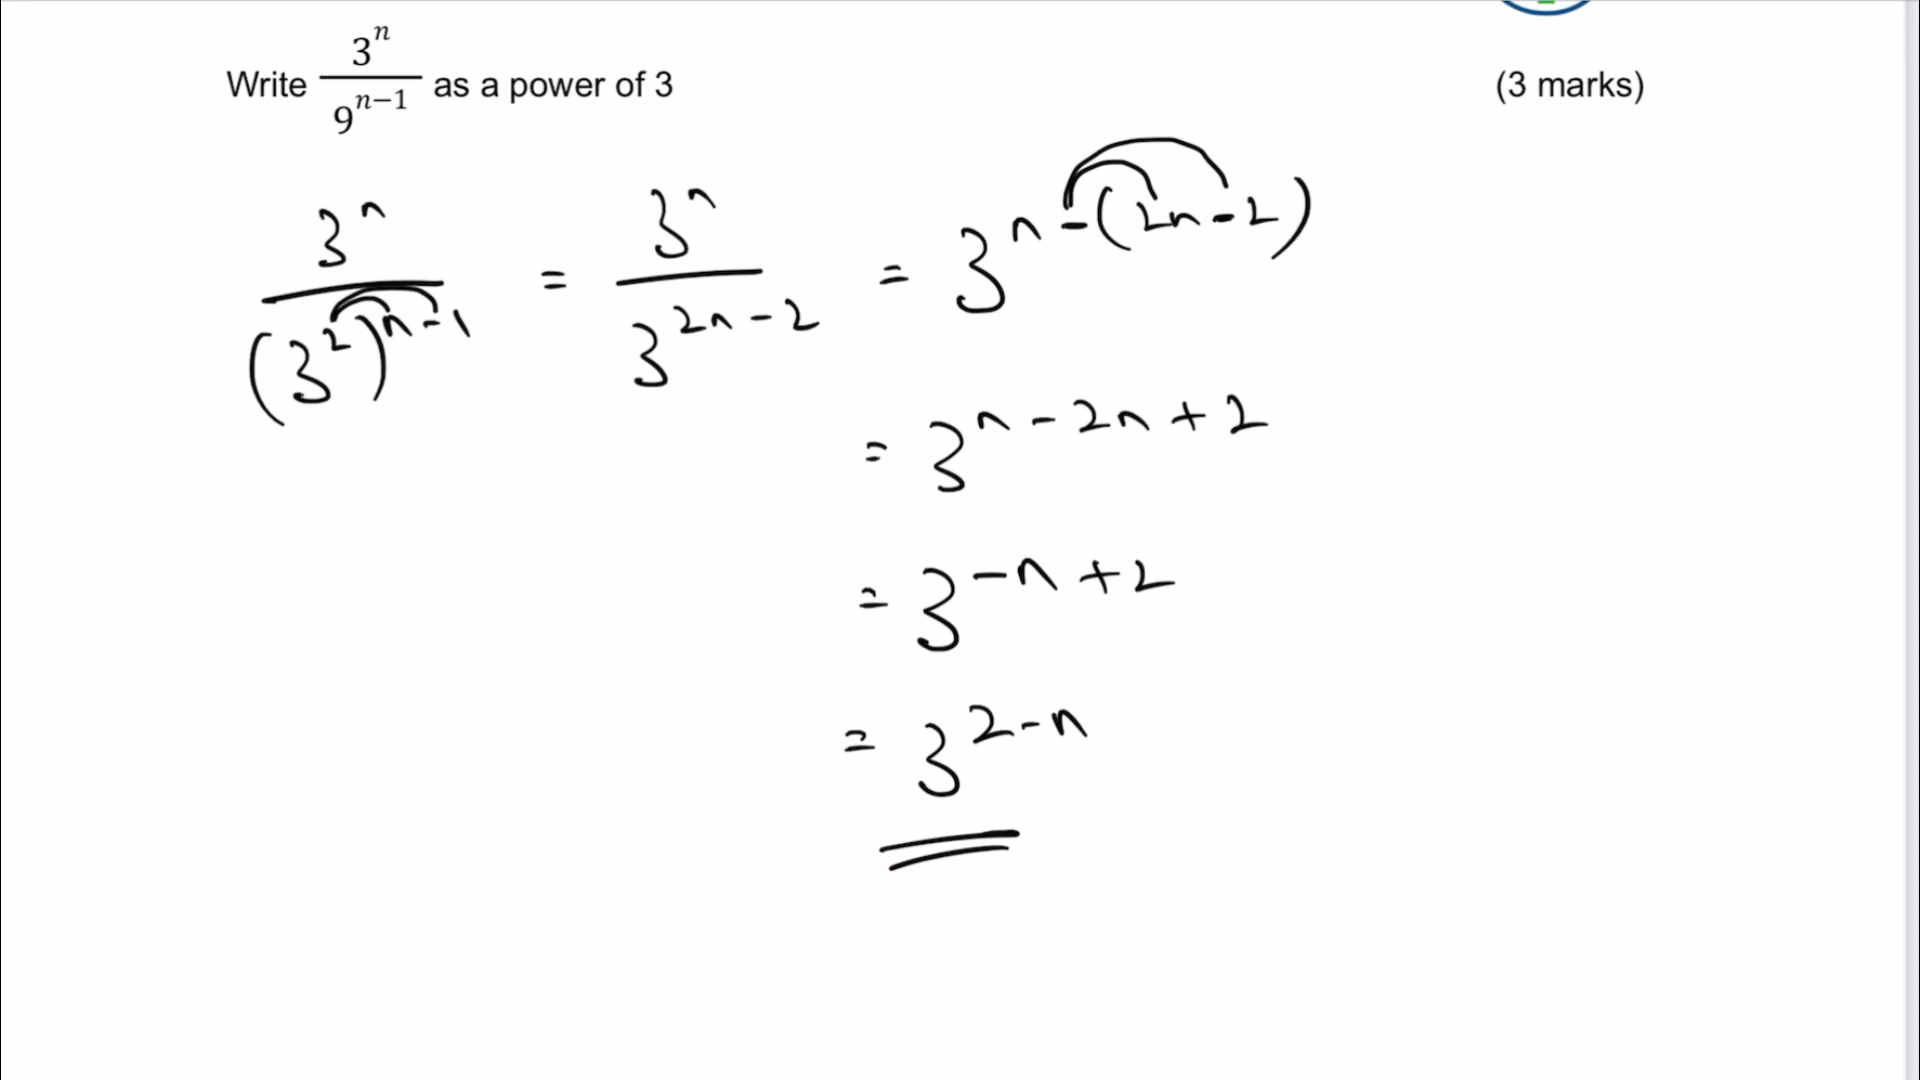 Write 3^n/9^(n−1) as a power of 3 (3 marks)
3^n/(3^2)^(n-1) = 3^n/3^(2n-2) = 3^(n-(2n-2))
= 3^(n-2n+2)
= 3^(-n+2)
= 3^(2-n)